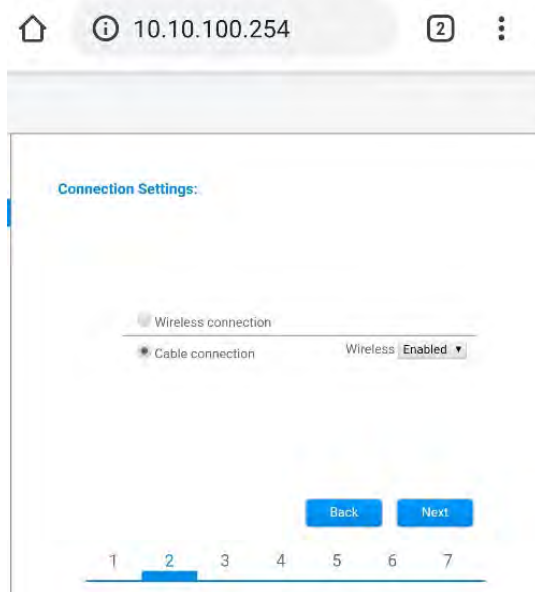 10.10.100.254
2
Connection Settings:
Wireless connection
Cable connection Wireless Enabled
Back Next
1 2 3 4 5 6 7